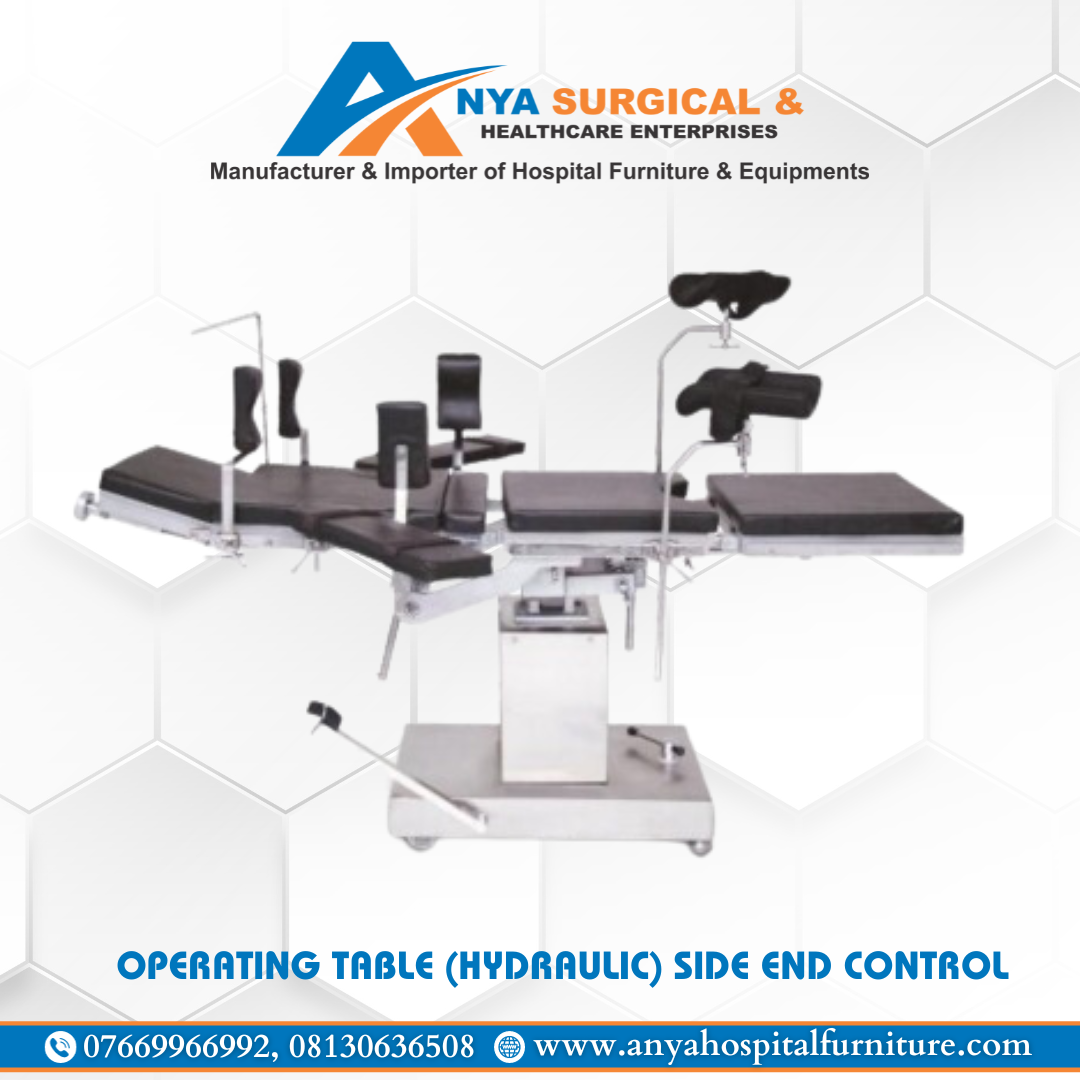 ANYA SURGICAL &
HEALTHCARE ENTERPRISES
Manufacturer & Importer of Hospital Furniture & Equipments
OPERATING TABLE (HYDRAULIC) SIDE END CONTROL
07669966992, 08130636508 www.anyahospitalfurniture.com